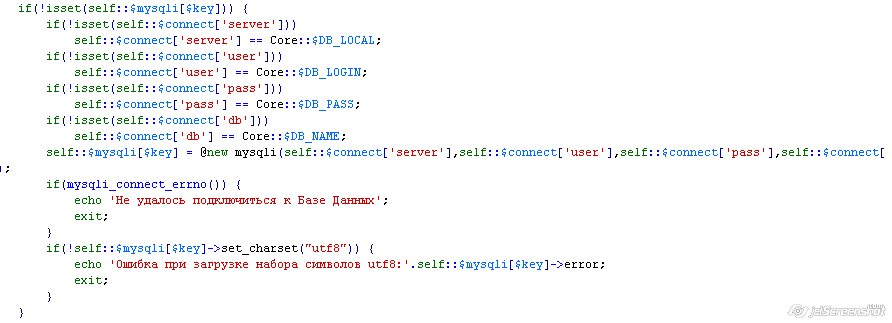 if(!isset(self::$mysqli[$key])) {
if(!isset(self::$connect['server']))
self::$connect['server'] == Core::$DB_LOCAL;
if(!isset(self::$connect['user']))
self::$connect['user'] == Core::$DB_LOGIN;
if(!isset(self::$connect['pass']))
self::$connect['pass'] == Core::$DB_PASS;
if(!isset(self::$connect['db']))
self::$connect['db'] == Core::$DB_NAME;
self::$mysqli[$key] = @new mysqli(self::$connect['server'],self::$connect['user'],self::$connect['pass'],self::$connect[
;
if(mysqli_connect_errno()) {
echo 'Не удалось подключиться к Базе Данных';
exit;
}
if(!self::$mysqli[$key]->set_charset("utf8")) {
echo 'Ошибка при загрузке набора символов utf8:'.self::$mysqli[$key]->error;
exit;
}
}
jetScreenshot